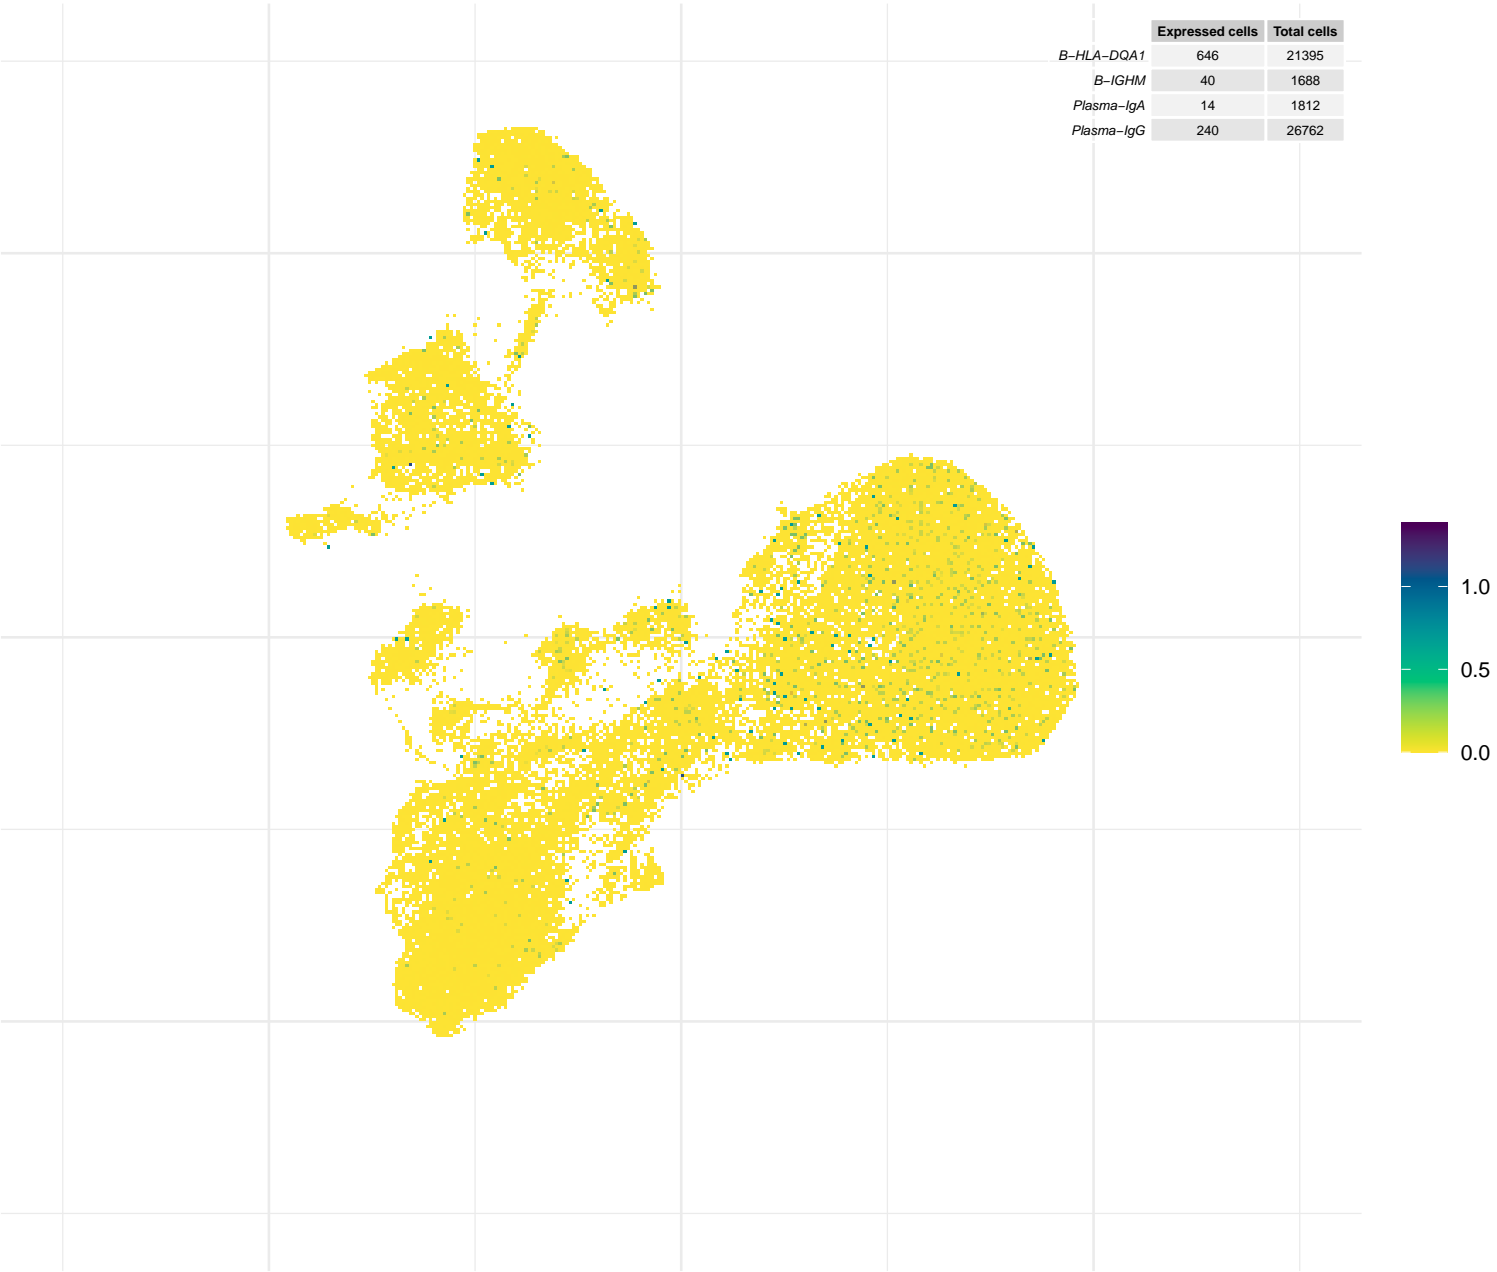 Expressed cells Total cells
B−HLA−DQA1 646 21395
B−IGHM 40 1688
Plasma−IgA 14 1812
Plasma−IgG 240 26762
1.0
0.5
0.0